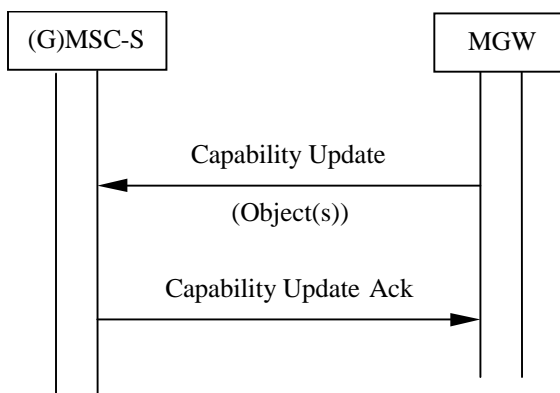 (G)MSC-S
MGW
Capability Update
(Object(s))
Capability Update Ack